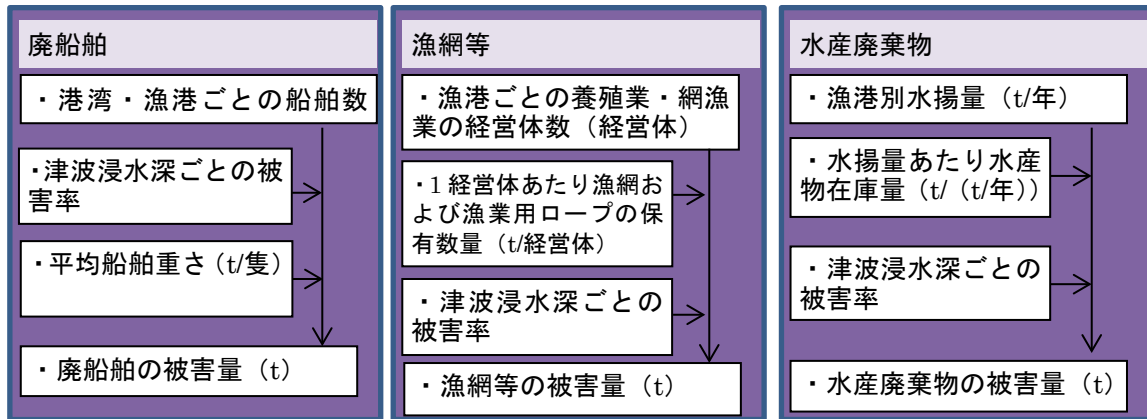 廃船舶
・港湾・漁港ごとの船舶数
・津波浸水深ごとの被
害率
・平均船舶重さ（t/隻）
・廃船舶の被害量（t）
漁網等
・漁港ごとの養殖業・網漁
業の経営体数（経営体）
・1 経営体あたり漁網お
よび漁業用ロープの保
有数量（t/経営体）
・津波浸水深ごとの
被害率
・漁網等の被害量（t）
水産廃棄物
・漁港別水揚量（t/年）
・水揚量あたり水産
物在庫量（t/（t/年））
・津波浸水深ごとの
被害率
・水産廃棄物の被害量（t）